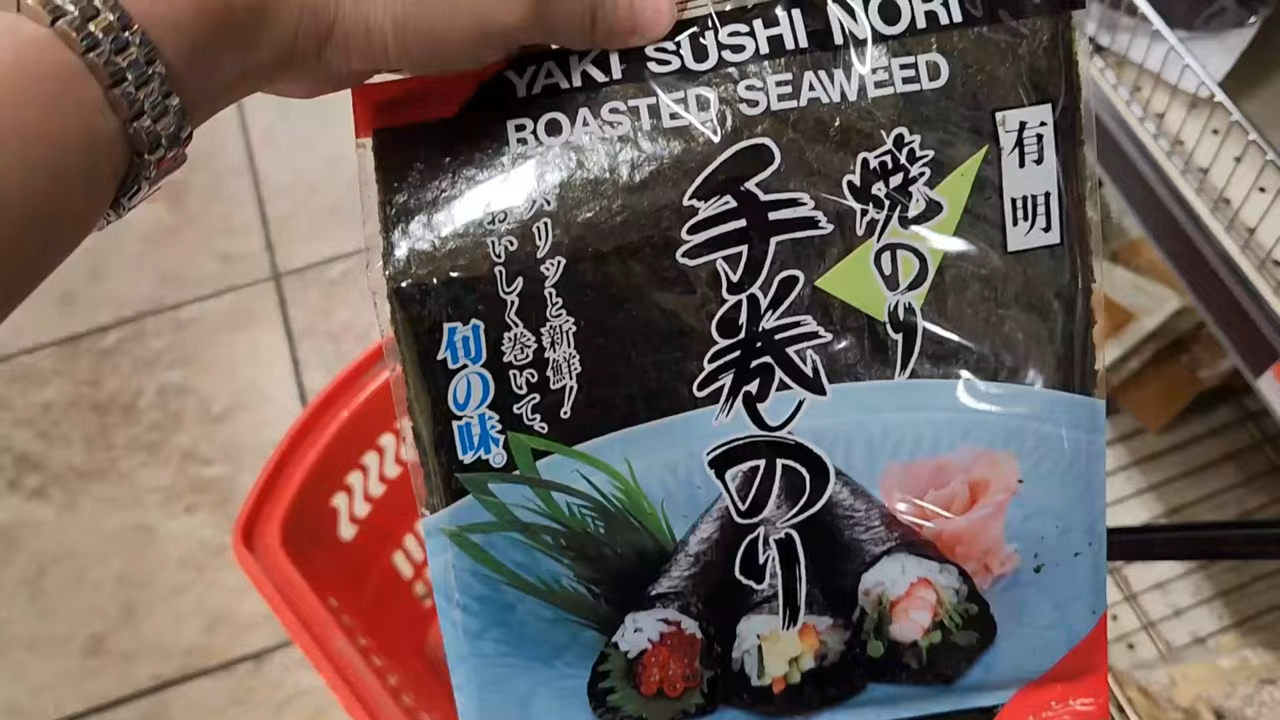 YAKI SUSHI NORI
ROASTED SEAWEED
有明
焼のり
手巻のり
パリッと新鮮!
おいしく巻いて、
旬の味。